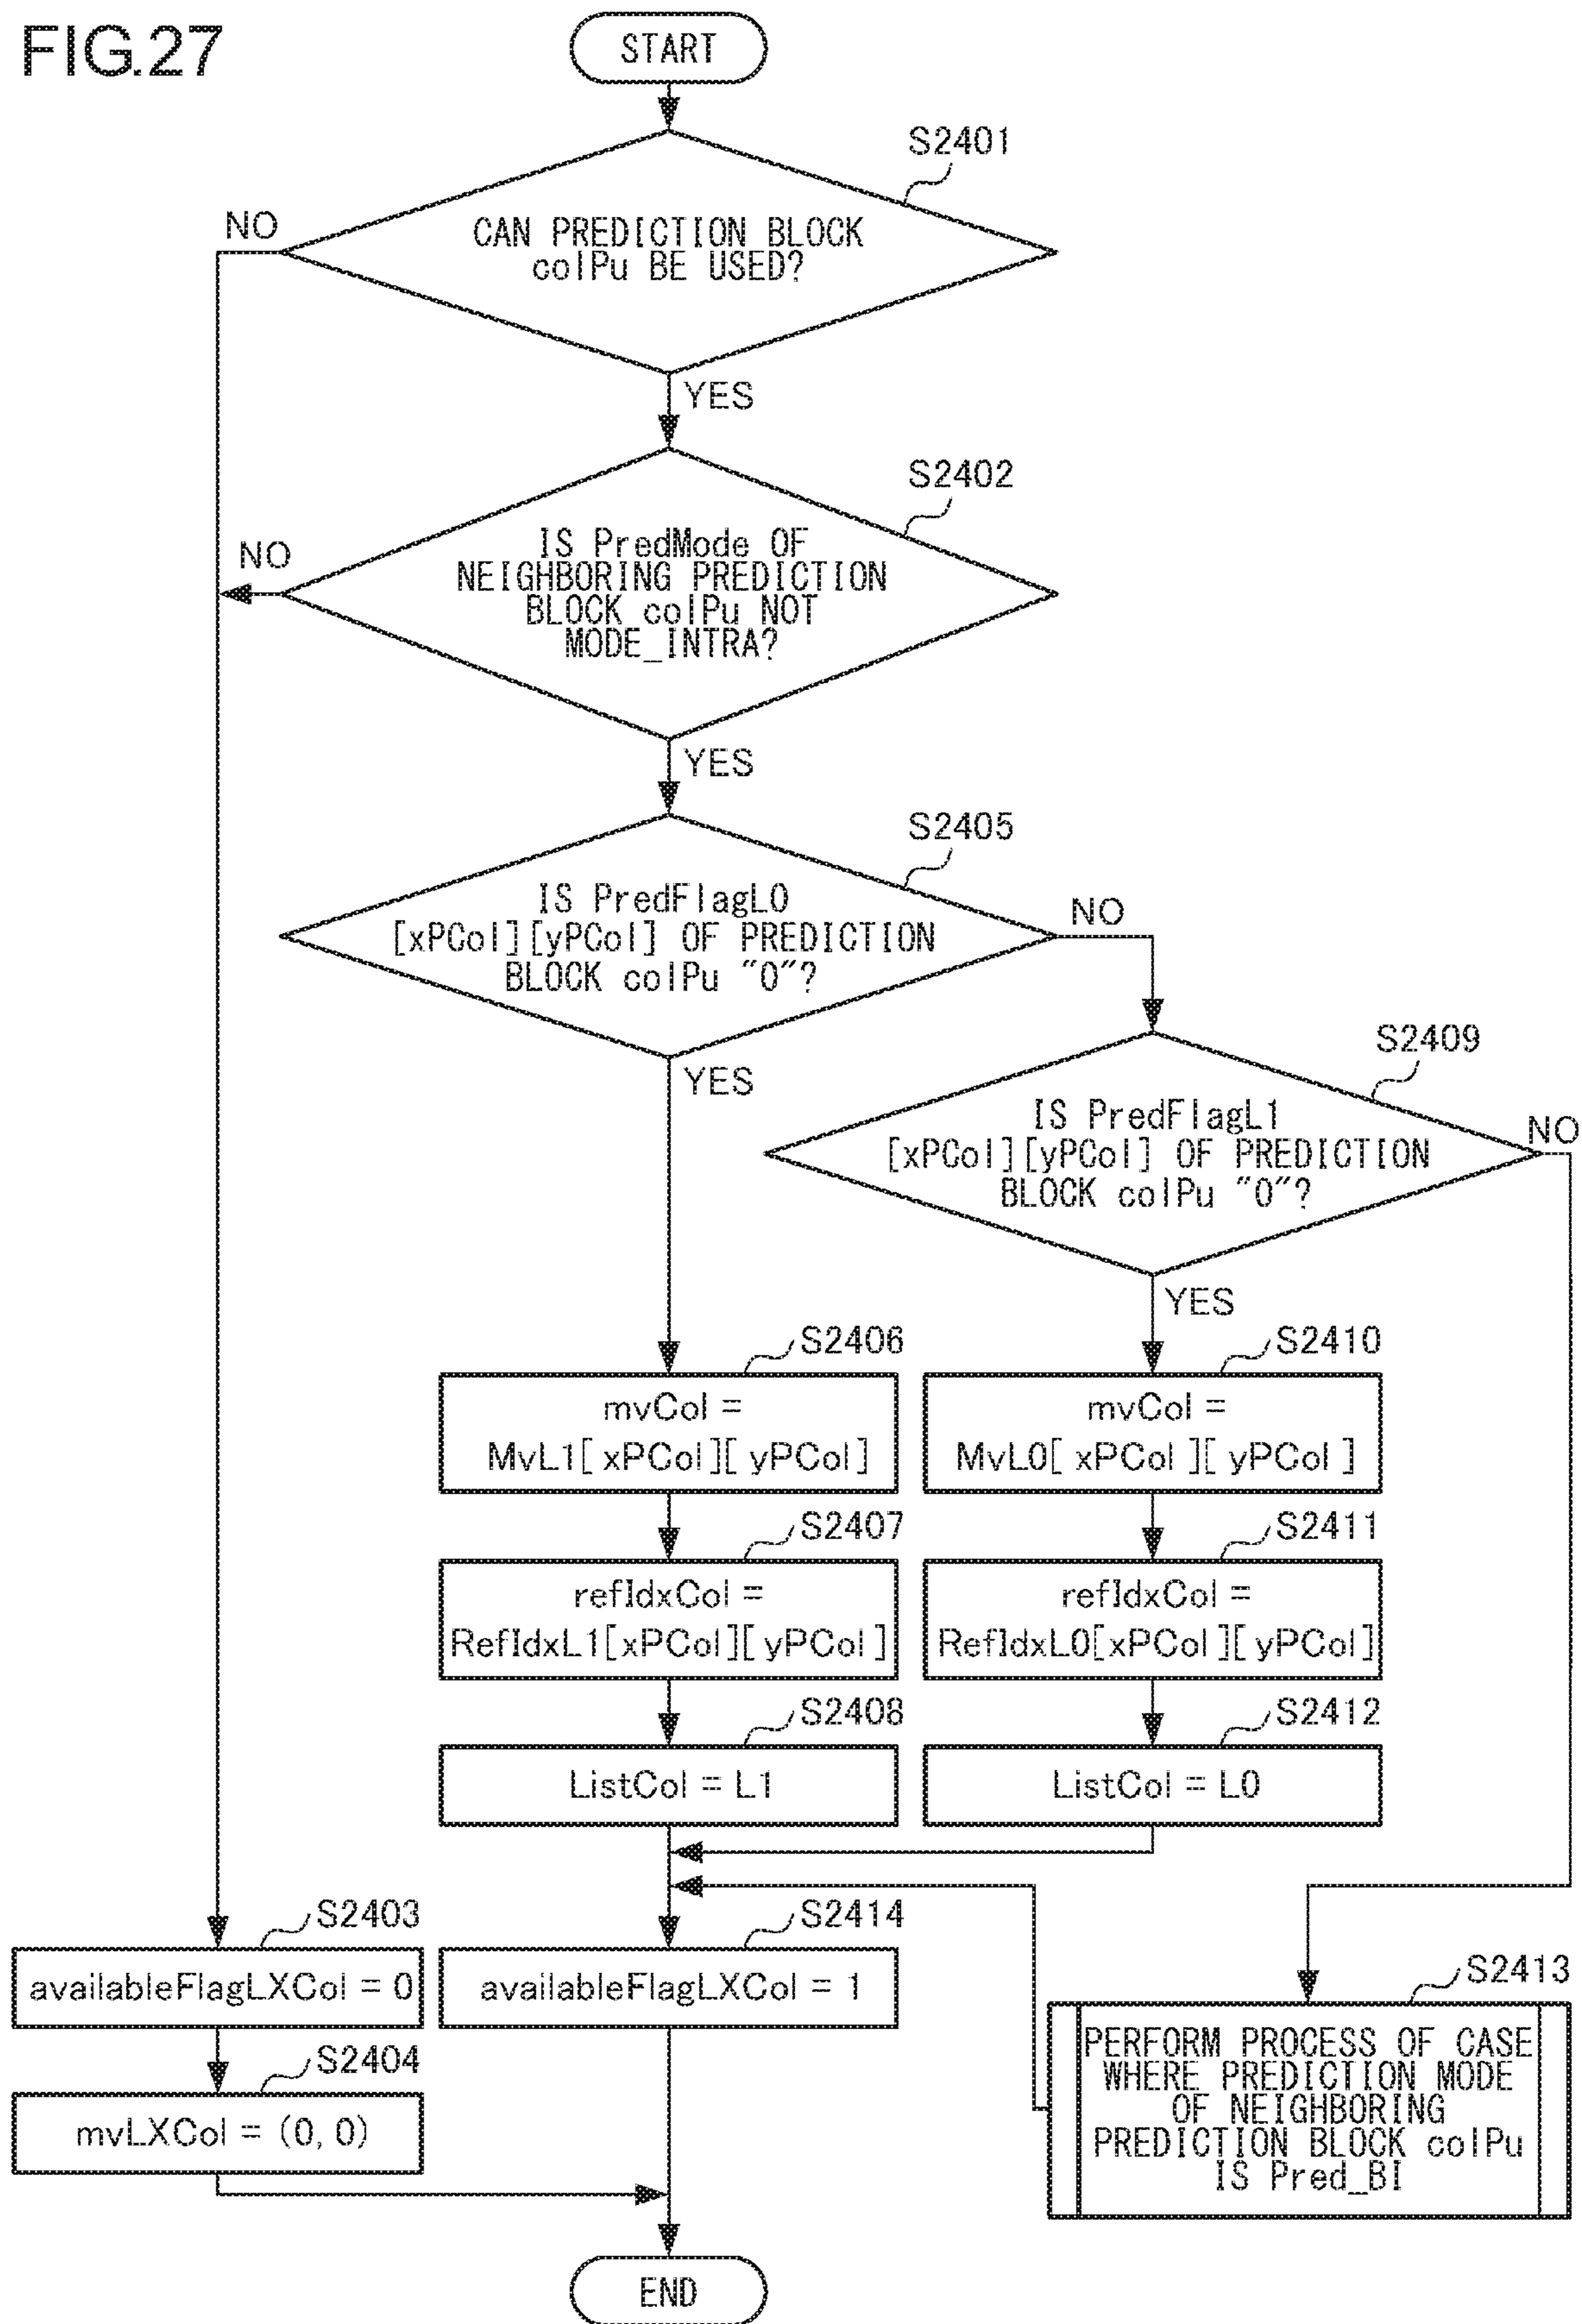 FIG.27
START
S2401
NO
CAN PREDICTION BLOCK
colPu BE USED?
YES
S2402
NO
IS PredMode OF
NEIGHBORING PREDICTION
BLOCK colPu NOT
MODE_INTRA?
YES
S2405
IS PredFlagL0
[xPCol][yPCol] OF PREDICTION
BLOCK colPu "0"?
NO
YES
S2409
IS PredFlagL1
[xPCol][yPCol] OF PREDICTION
BLOCK colPu "0"?
NO
YES
S2406
mvCol =
MvL1[ xPCol][ yPCol]
S2410
mvCol =
MvL0[ xPCol ][ yPCol ]
S2407
refIdxCol =
RefIdxL1[xPCol][ yPCol]
S2411
refIdxCol =
RefIdxL0[xPCol ][ yPCol]
S2408
ListCol = L1
S2412
ListCol = L0
S2403
availableFlagLXCol = 0
S2414
availableFlagLXCol = 1
S2404
mvLXCol = (0, 0)
S2413
PERFORM PROCESS OF CASE
WHERE PREDICTION MODE
OF NEIGHBORING
PREDICTION BLOCK colPu
IS Pred_BI
END